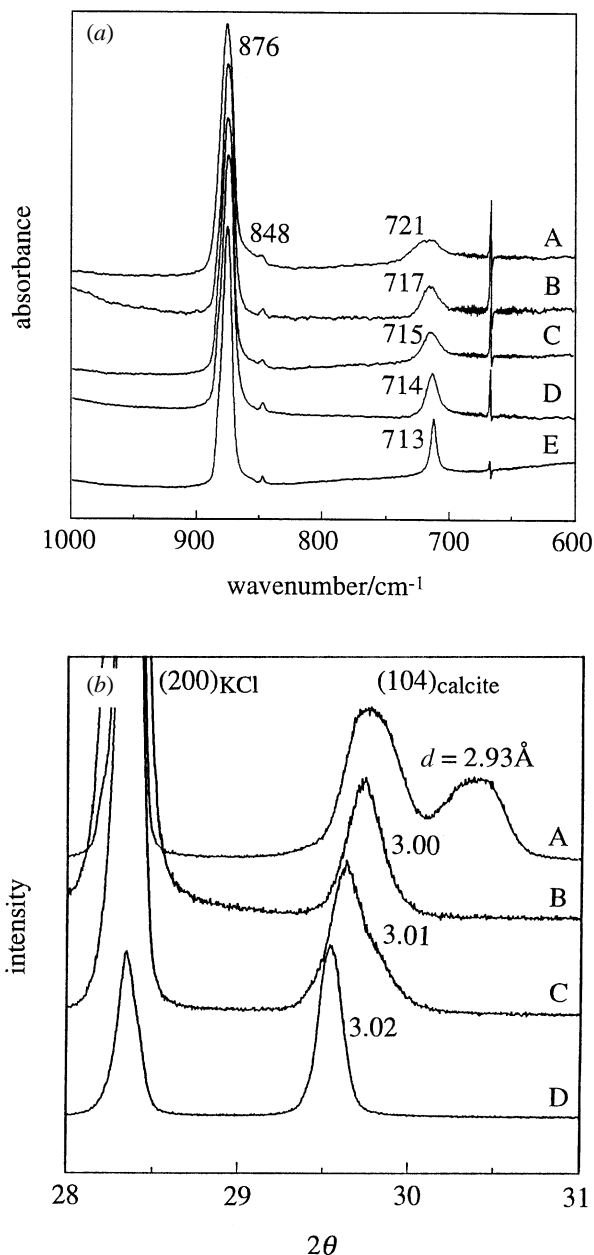 (a)
876
848
721
A
717
B
715
C
714
D
713
E
absorbance
1000 900 800 700 600
wavenumber/cm-1
(b) (200)KCl (104)calcite
d = 2.93Å
A
3.00
B
3.01
C
3.02
D
intensity
28 29 30 31
2θ